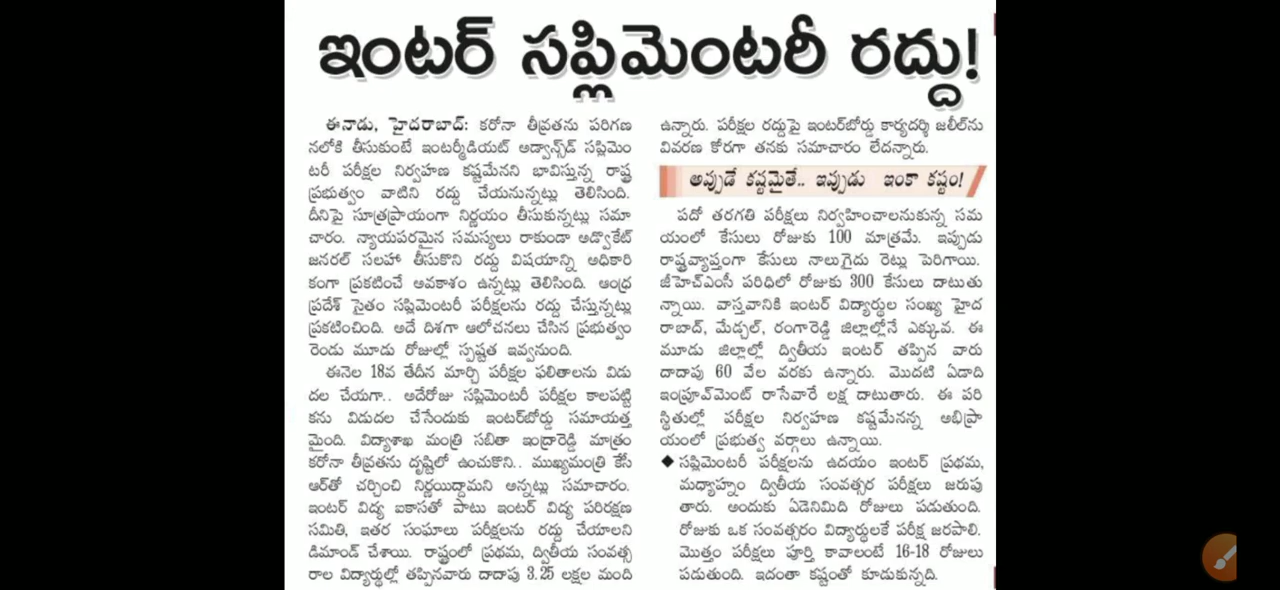 ఇంటర్ సప్లిమెంటరీ రద్దు!
ఈనాడు, హైదరాబాద్: కరోనా తీవ్రతను పరిగణ
నలోకి తీసుకుంటే ఇంటర్మీడియట్ అడ్వాన్స్‌డ్ సప్లిమెం
టరీ పరీక్షల నిర్వహణ కష్టమేనని భావిస్తున్న రాష్ట్ర
ప్రభుత్వం వాటిని రద్దు చేయనున్నట్లు తెలిసింది.
దీనిపై సూత్రప్రాయంగా నిర్ణయం తీసుకున్నట్లు సమా
చారం. న్యాయపరమైన సమస్యలు రాకుండా అడ్వొకేట్
జనరల్ సలహా తీసుకొని రద్దు విషయాన్ని అధికారి
కంగా ప్రకటించే అవకాశం ఉన్నట్లు తెలిసింది. ఆంధ్ర
ప్రదేశ్ సైతం సప్లిమెంటరీ పరీక్షలను రద్దు చేస్తున్నట్లు
ప్రకటించింది. అదే దిశగా ఆలోచనలు చేసిన ప్రభుత్వం
రెండు మూడు రోజుల్లో స్పష్టత ఇవ్వనుంది.
ఈనెల 18వ తేదీన మార్చి పరీక్షల ఫలితాలను విడు
దల చేయగా.. అదేరోజు సప్లిమెంటరీ పరీక్షల కాలపట్టి
కను విడుదల చేసేందుకు ఇంటర్‌బోర్డు సమాయత్త
మైంది. విద్యాశాఖ మంత్రి సబితా ఇంద్రారెడ్డి మాత్రం
కరోనా తీవ్రతను దృష్టిలో ఉంచుకొని.. ముఖ్యమంత్రి కేసీ
ఆర్‌తో చర్చించి నిర్ణయిద్దామని అన్నట్లు సమాచారం.
ఇంటర్ విద్య ఐకాసతో పాటు ఇంటర్ విద్య పరిరక్షణ
సమితి, ఇతర సంఘాలు పరీక్షలను రద్దు చేయాలని
డిమాండ్ చేశాయి. రాష్ట్రంలో ప్రథమ, ద్వితీయ సంవత్స
రాల విద్యార్థుల్లో తప్పినవారు దాదాపు 3.25 లక్షల మంది
ఉన్నారు. పరీక్షల రద్దుపై ఇంటర్‌బోర్డు కార్యదర్శి జలీల్‌ను
వివరణ కోరగా తనకు సమాచారం లేదన్నారు.
అప్పుడే కష్టమైతే.. ఇప్పుడు ఇంకా కష్టం!
పదో తరగతి పరీక్షలు నిర్వహించాలనుకున్న సమ
యంలో కేసులు రోజుకు 100 మాత్రమే. ఇప్పుడు
రాష్ట్రవ్యాప్తంగా కేసులు నాలుగైదు రెట్లు పెరిగాయి.
జీహెచ్ఎంసీ పరిధిలో రోజుకు 300 కేసులు దాటుతు
న్నాయి. వాస్తవానికి ఇంటర్ విద్యార్థుల సంఖ్య హైద
రాబాద్, మేడ్చల్, రంగారెడ్డి జిల్లాల్లోనే ఎక్కువ. ఈ
మూడు జిల్లాల్లో ద్వితీయ ఇంటర్ తప్పిన వారు
దాదాపు 60 వేల వరకు ఉన్నారు. మొదటి ఏడాది
ఇంప్రూవ్‌మెంట్ రాసేవారే లక్ష దాటుతారు. ఈ పరి
స్థితుల్లో పరీక్షల నిర్వహణ కష్టమేనన్న అభిప్రా
యంలో ప్రభుత్వ వర్గాలు ఉన్నాయి.
◆ సప్లిమెంటరీ పరీక్షలను ఉదయం ఇంటర్ ప్రథమ,
మధ్యాహ్నం ద్వితీయ సంవత్సర పరీక్షలు జరుపు
తారు. అందుకు ఏడెనిమిది రోజులు పడుతుంది.
రోజుకు ఒక సంవత్సరం విద్యార్థులకే పరీక్ష జరపాలి.
మొత్తం పరీక్షలు పూర్తి కావాలంటే 16-18 రోజులు
పడుతుంది. ఇదంతా కష్టంతో కూడుకున్నది.